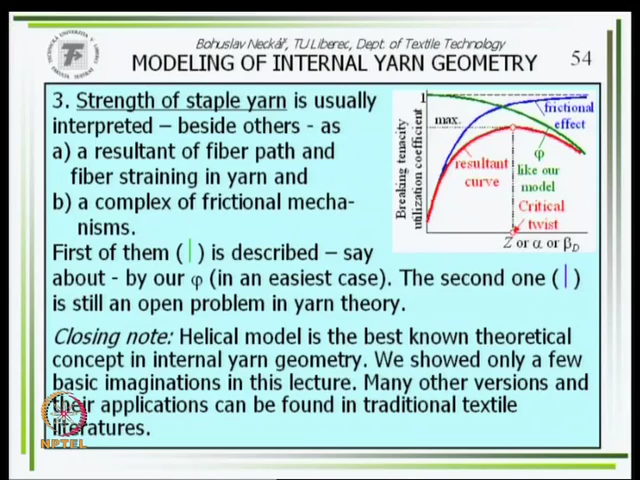 Bohuslav Neckář, TU Liberec, Dept. of Textile Technology
MODELING OF INTERNAL YARN GEOMETRY
54
3. Strength of staple yarn is usually
interpreted – beside others - as
a) a resultant of fiber path and
fiber straining in yarn and
b) a complex of frictional mecha-
nisms.
First of them ( | ) is described – say
about - by our φ (in an easiest case). The second one ( | )
is still an open problem in yarn theory.
Closing note: Helical model is the best known theoretical
concept in internal yarn geometry. We showed only a few
basic imaginations in this lecture. Many other versions and
their applications can be found in traditional textile
literatures.
Breaking tenacity
utilization coefficient
1
max.
frictional
effect
resultant
curve
φ
like our
model
Critical
twist
Z or α or β_D
NPTEL